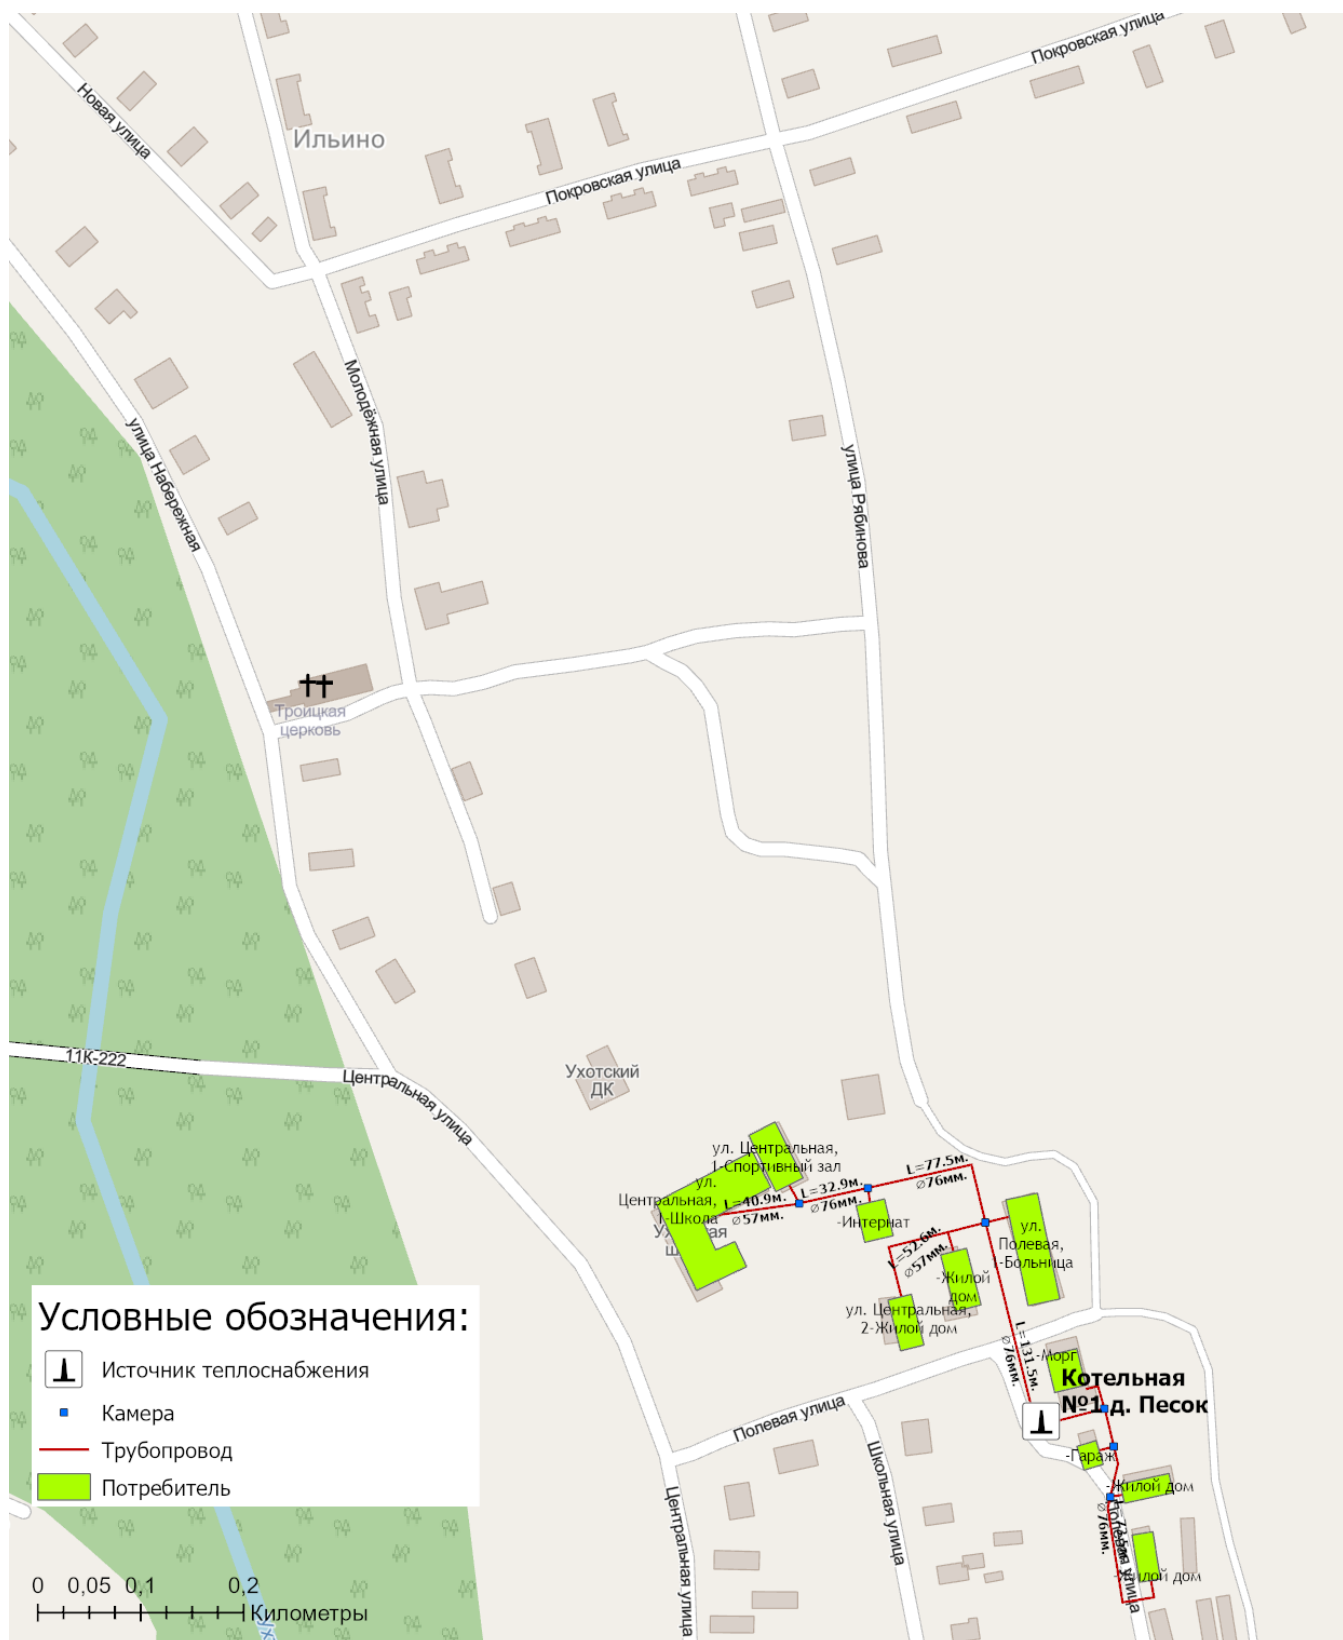 Покровская улица
Новая улица
Ильино
Покровская улица
Молодёжная улица
улица Набережная
улица Рябинова
Троицкая
церковь
11К-222
Центральная улица
Ухотский
ДК
ул. Центральная,
1-Спортивный зал
ул.
Центральная,
1-Школа
L=40.9м.
⌀57мм.
L=32.9м.
⌀76мм.
L=77.5м.
⌀76мм.
-Интернат
L=52.6м.
⌀57мм.
ул.
Полевая,
1-Больница
-Жилой
дом
ул. Центральная,
2-Жилой дом
L=131.5м.
⌀76мм.
-Морг
Котельная
№1 д. Песок
-Гараж
-Жилой дом
⌀76мм.
-Жилой дом
Полевая улица
Полевая улица
Школьная улица
Центральная улица
Условные обозначения:
Источник теплоснабжения
Камера
Трубопровод
Потребитель
0 0,05 0,1 0,2
Километры